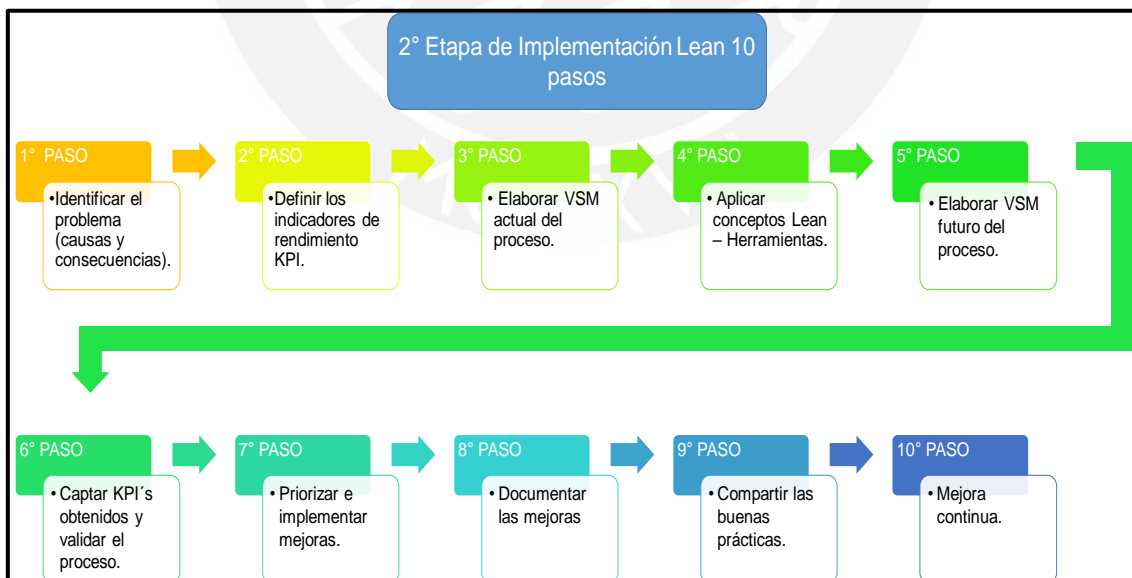 2° Etapa de Implementación Lean 10
pasos
1° PASO
•Identificar el
problema
(causas y
consecuencias).
2° PASO
•Definir los
indicadores de
rendimiento
KPI.
3° PASO
• Elaborar VSM
actual del
proceso.
4° PASO
• Aplicar
conceptos Lean
– Herramientas.
5° PASO
• Elaborar VSM
futuro del
proceso.
6° PASO
• Captar KPI´s
obtenidos y
validar el
proceso.
7° PASO
• Priorizar e
implementar
mejoras.
8° PASO
• Documentar
las mejoras
9° PASO
• Compartir las
buenas
prácticas.
10° PASO
• Mejora
continua.